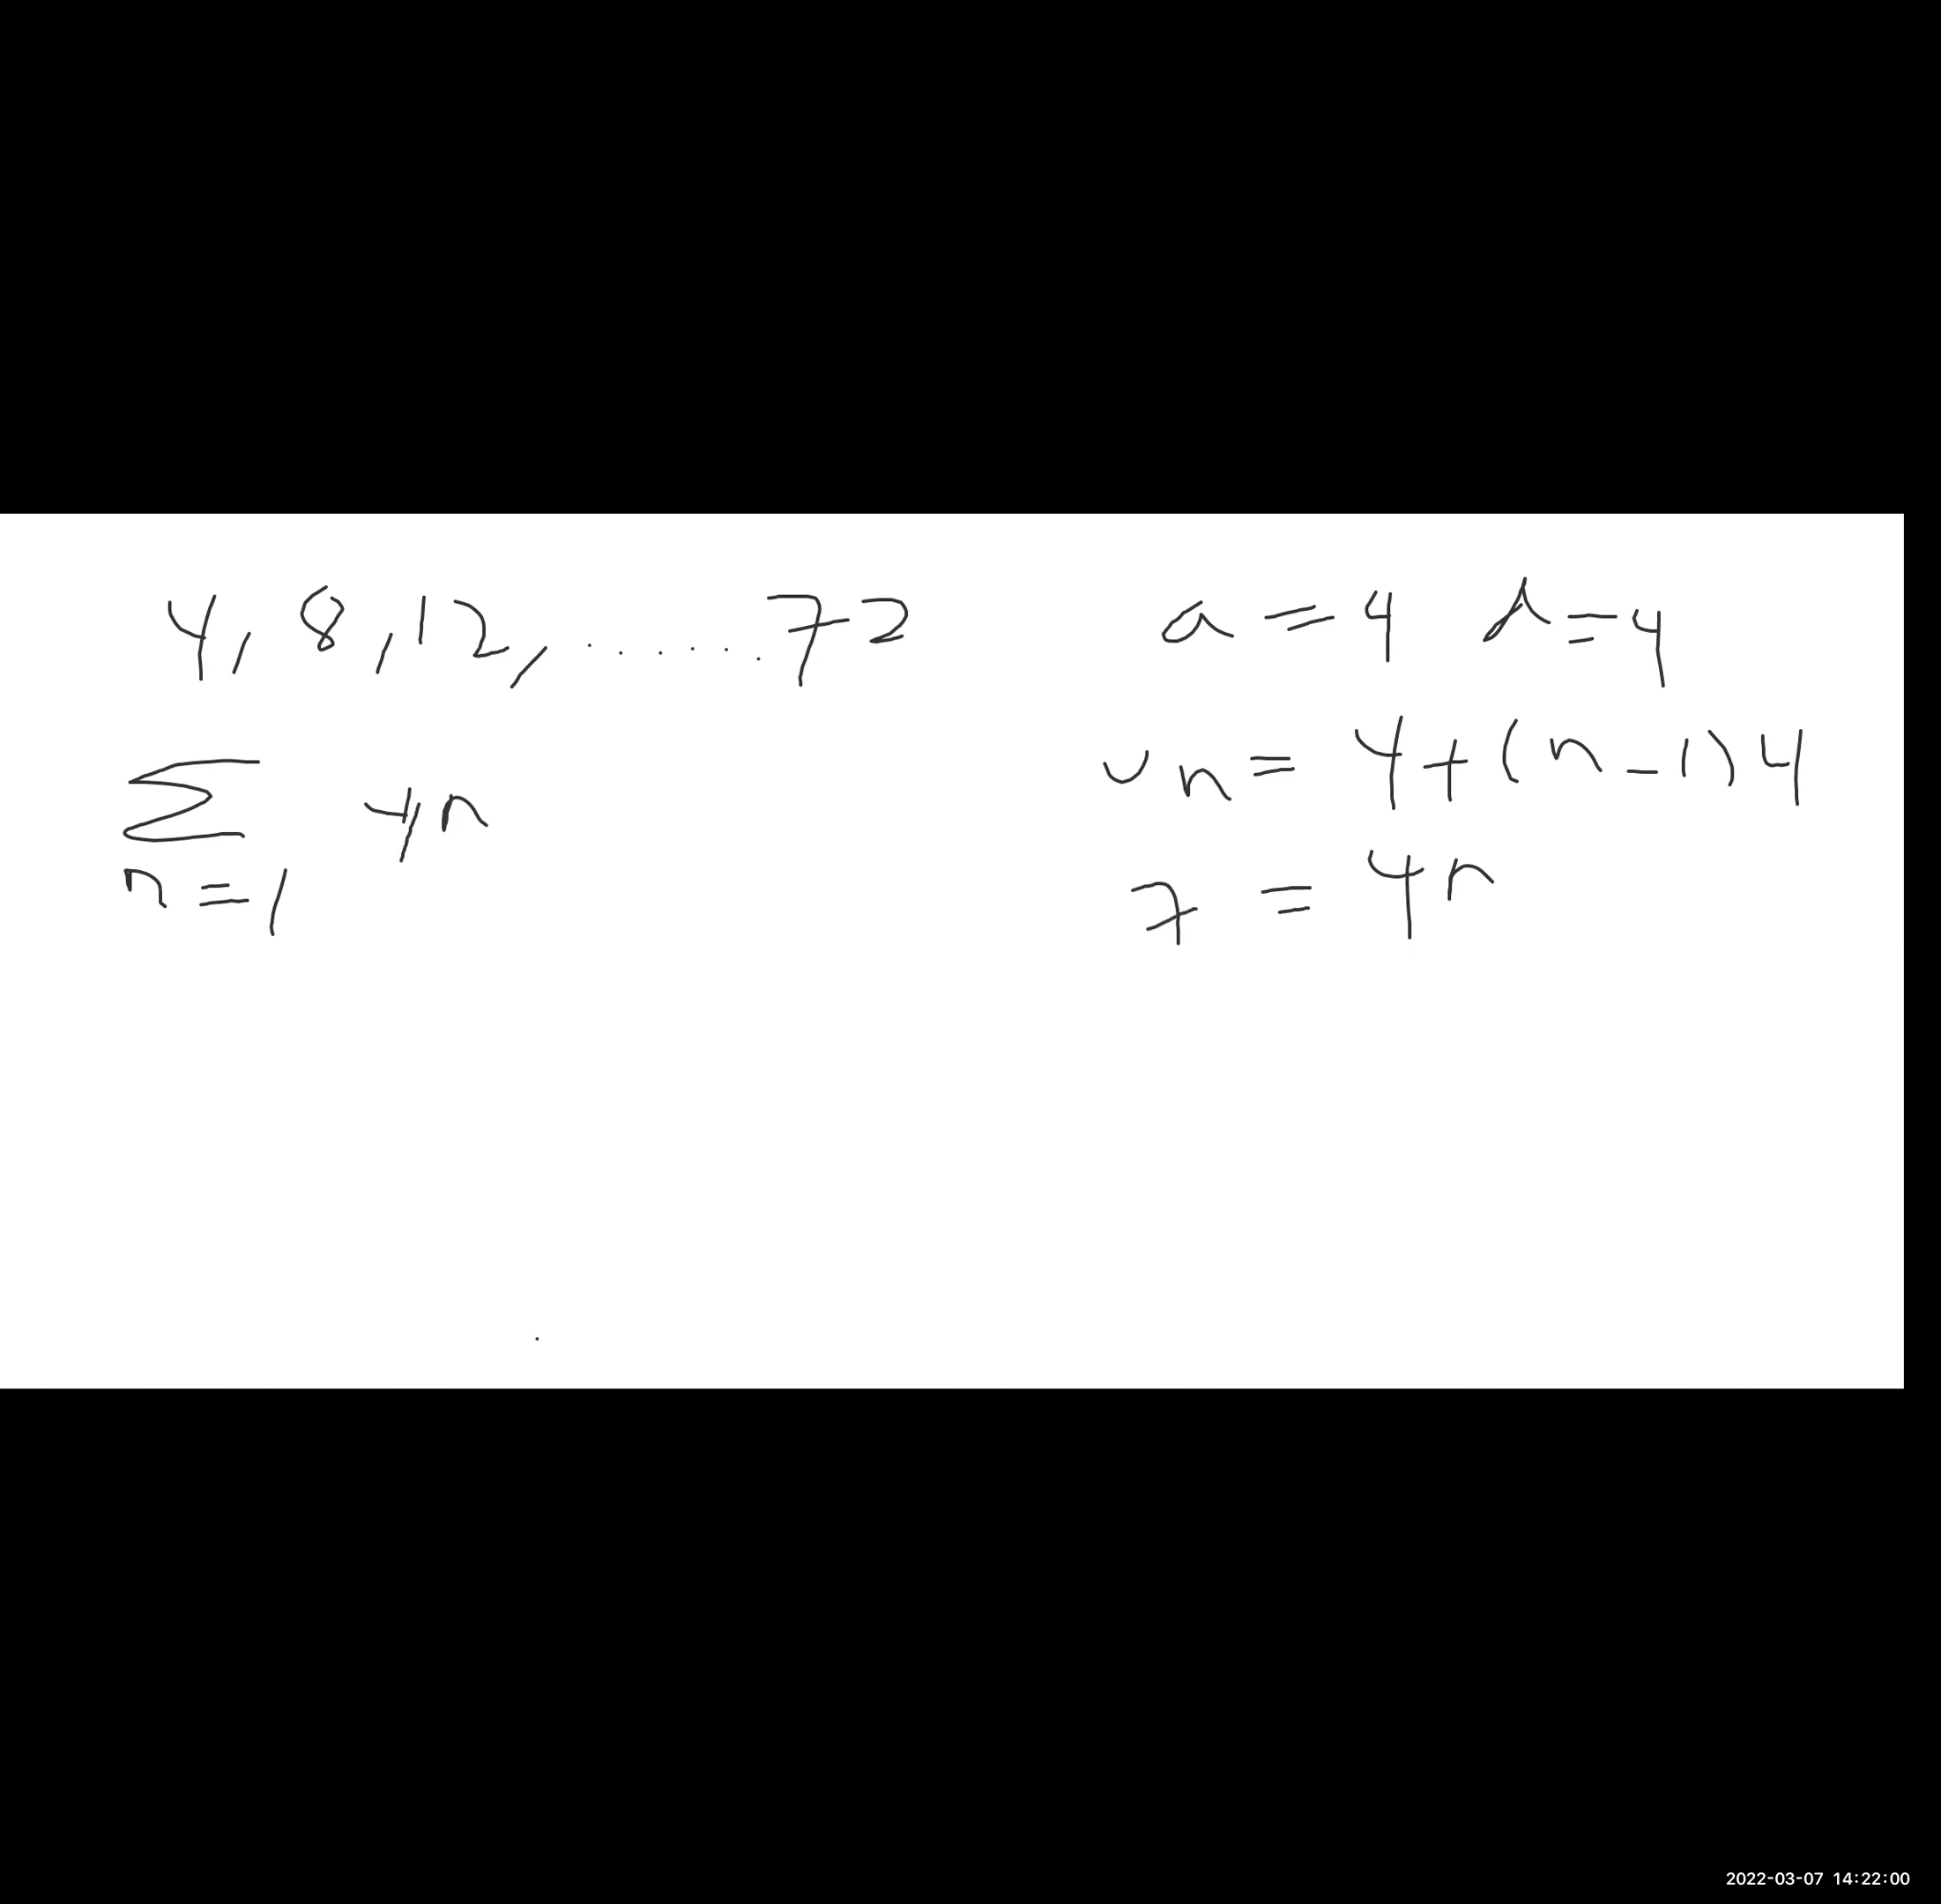 4, 8, 12, .......72
a = 4 d = 4
Un = 4 + (n - 1) 4
∑ 4n
n = 1
7 = 4n
2022-03-07 14:22:00